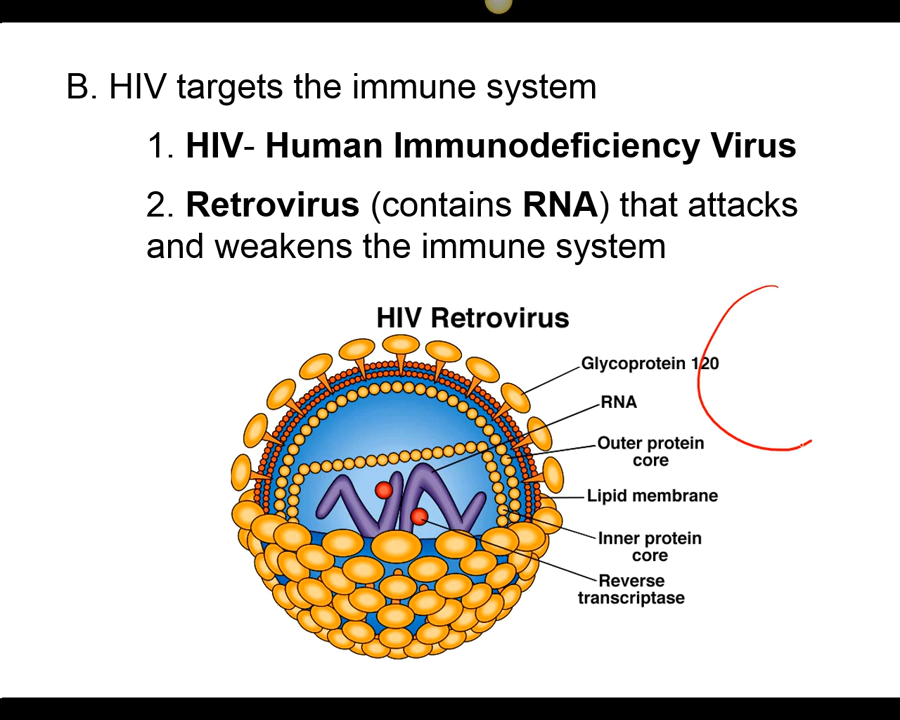 B. HIV targets the immune system
1. HIV- Human Immunodeficiency Virus
2. Retrovirus (contains RNA) that attacks
and weakens the immune system
HIV Retrovirus
Glycoprotein 120
RNA
Outer protein
core
Lipid membrane
Inner protein
core
Reverse
transcriptase